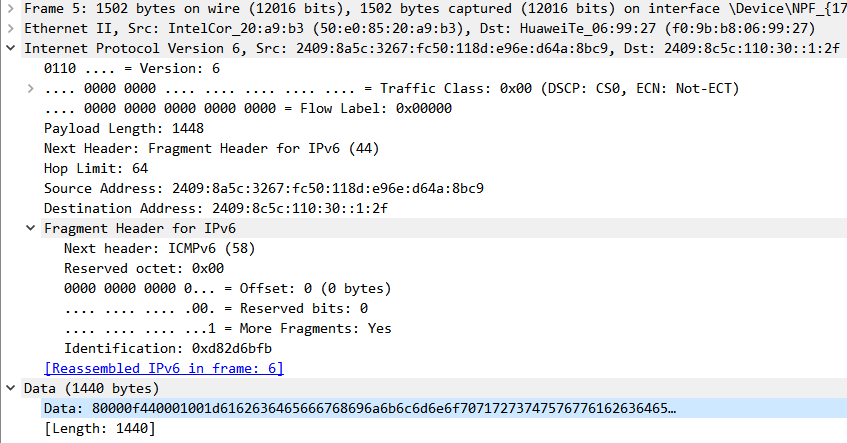 Frame 5: 1502 bytes on wire (12016 bits), 1502 bytes captured (12016 bits) on interface \Device\NPF_{17
Ethernet II, Src: IntelCor_20:a9:b3 (50:e0:85:20:a9:b3), Dst: HuaweiTe_06:99:27 (f0:9b:b8:06:99:27)
Internet Protocol Version 6, Src: 2409:8a5c:3267:fc50:118d:e96e:d64a:8bc9, Dst: 2409:8c5c:110:30::1:2f
0110 .... = Version: 6
.... 0000 0000 .... .... .... .... .... = Traffic Class: 0x00 (DSCP: CS0, ECN: Not-ECT)
.... 0000 0000 0000 0000 0000 = Flow Label: 0x00000
Payload Length: 1448
Next Header: Fragment Header for IPv6 (44)
Hop Limit: 64
Source Address: 2409:8a5c:3267:fc50:118d:e96e:d64a:8bc9
Destination Address: 2409:8c5c:110:30::1:2f
Fragment Header for IPv6
Next header: ICMPv6 (58)
Reserved octet: 0x00
0000 0000 0000 0... = Offset: 0 (0 bytes)
.... .... .... .00. = Reserved bits: 0
.... .... .... ...1 = More Fragments: Yes
Identification: 0xd82d6bfb
[Reassembled IPv6 in frame: 6]
Data (1440 bytes)
Data: 80000f440001001d6162636465666768696a6b6c6d6e6f7071727374757677616263646 5…
[Length: 1440]